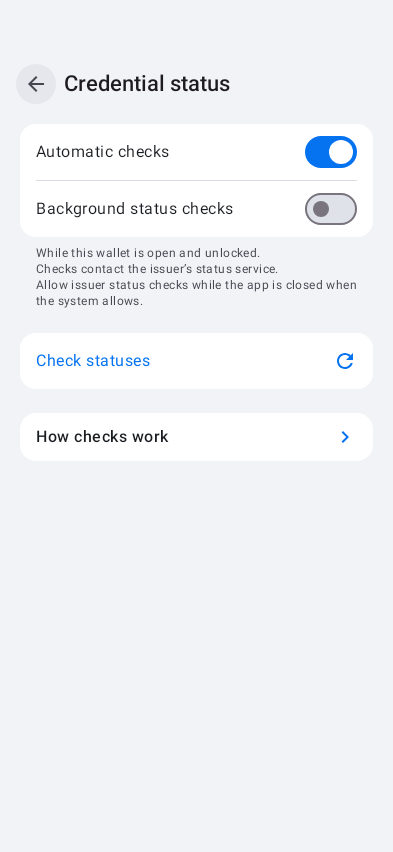 Credential status
Automatic checks
Background status checks
While this wallet is open and unlocked.
Checks contact the issuer’s status service.
Allow issuer status checks while the app is closed when
the system allows.
Check statuses
How checks work